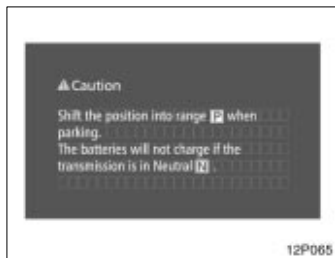 ⚠Caution
Shift the position into range P when
parking.
The batteries will not charge if the
transmission is in Neutral N .
12P065